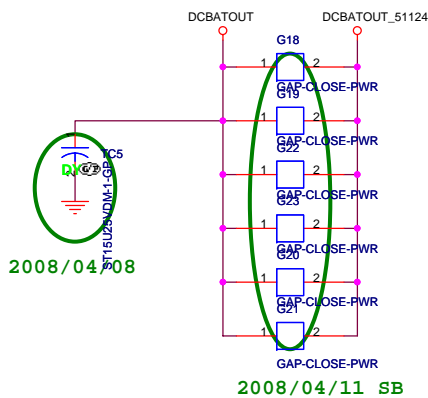 DCBATOUT
DCBATOUT_51124
G18
1 2
GAP-CLOSE-PWR
G19
1 2
GAP-CLOSE-PWR
G22
1 2
GAP-CLOSE-PWR
G23
1 2
GAP-CLOSE-PWR
G20
1 2
GAP-CLOSE-PWR
G21
1 2
GAP-CLOSE-PWR
TC5
ST15U25VDM-1-GP
2008/04/08
2008/04/11 SB